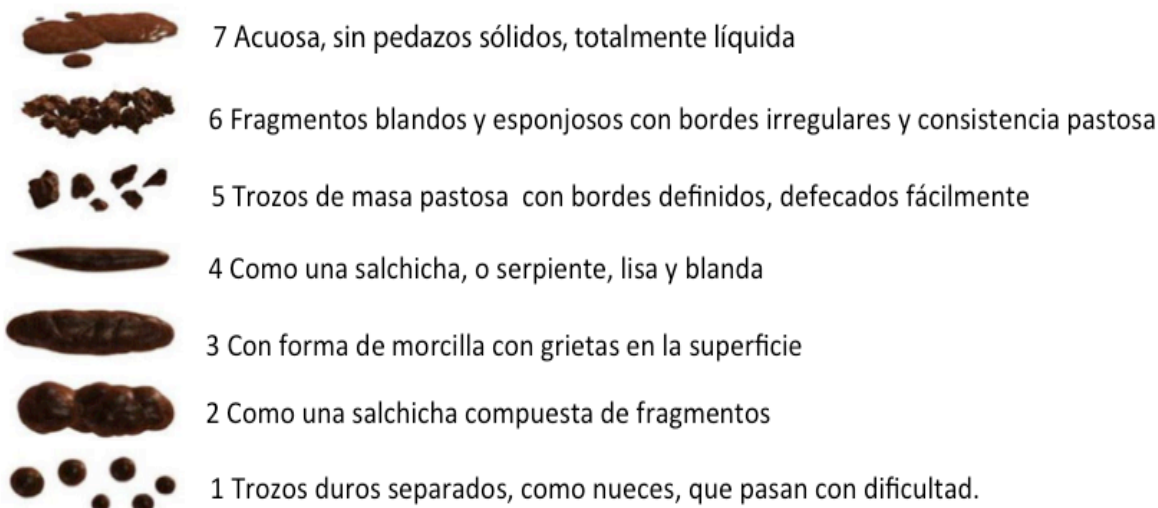 7 Acuosa, sin pedazos sólidos, totalmente líquida
6 Fragmentos blandos y esponjosos con bordes irregulares y consistencia pastosa
5 Trozos de masa pastosa con bordes definidos, defecados fácilmente
4 Como una salchicha, o serpiente, lisa y blanda
3 Con forma de morcilla con grietas en la superficie
2 Como una salchicha compuesta de fragmentos
1 Trozos duros separados, como nueces, que pasan con dificultad.